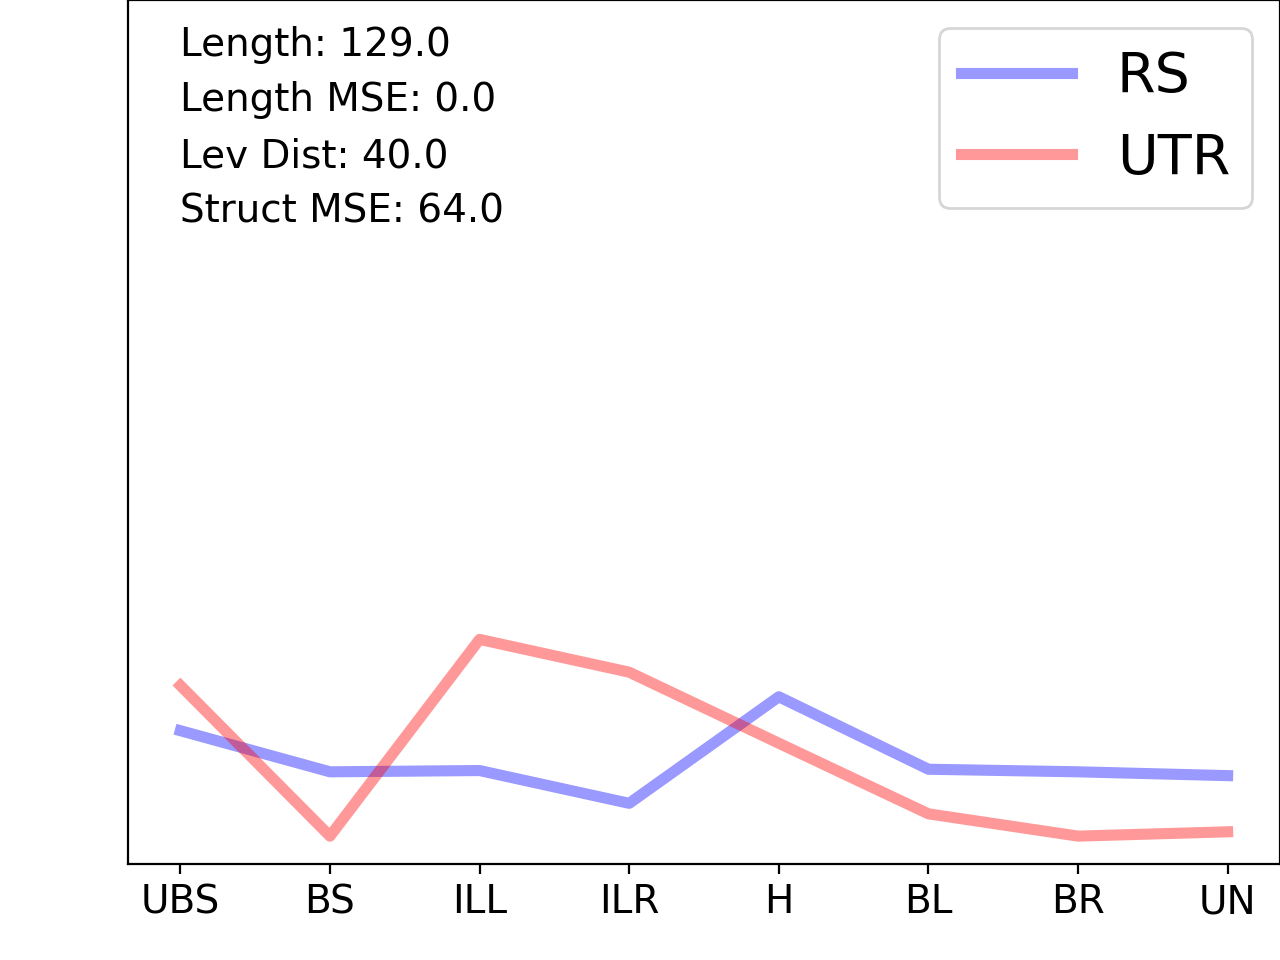 Length: 129.0
Length MSE: 0.0
Lev Dist: 40.0
Struct MSE: 64.0
RS
UTR
UBS BS ILL ILR H BL BR UN